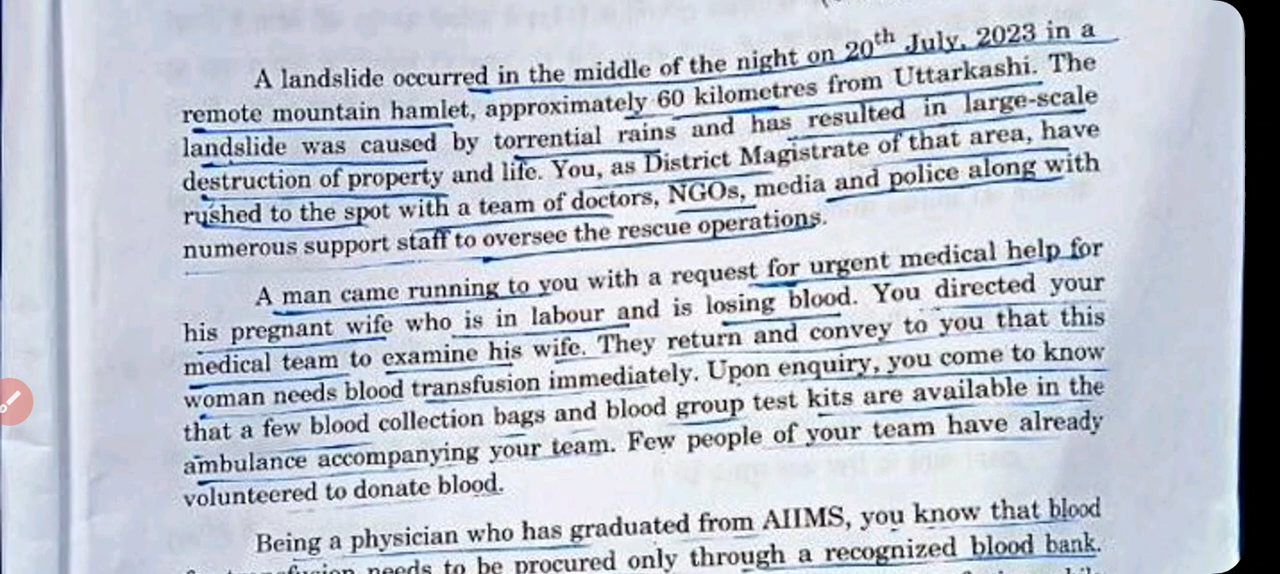 A landslide occurred in the middle of the night on 20th July, 2023 in a
remote mountain hamlet, approximately 60 kilometres from Uttarkashi. The
landslide was caused by torrential rains and has resulted in large-scale
destruction of property and life. You, as District Magistrate of that area, have
rushed to the spot with a team of doctors, NGOs, media and police along with
numerous support staff to oversee the rescue operations.
A man came running to you with a request for urgent medical help for
his pregnant wife who is in labour and is losing blood. You directed your
medical team to examine his wife. They return and convey to you that this
woman needs blood transfusion immediately. Upon enquiry, you come to know
that a few blood collection bags and blood group test kits are available in the
ambulance accompanying your team. Few people of your team have already
volunteered to donate blood.
Being a physician who has graduated from AIIMS, you know that blood
needs to be procured only through a recognized blood bank.